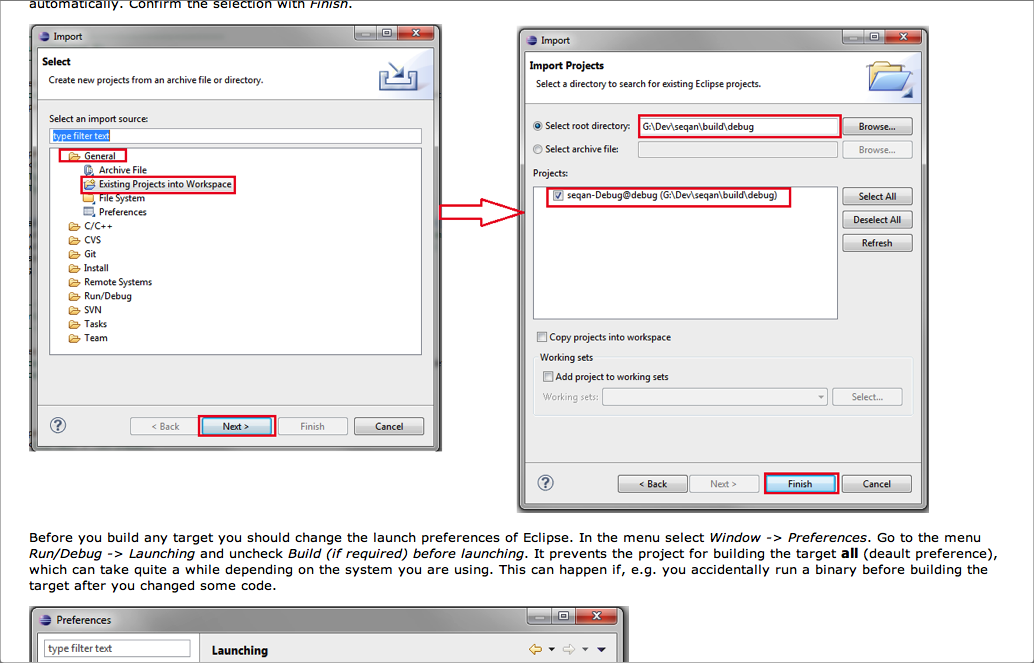 automatically. Confirm the selection with Finish.
Import
Select
Create new projects from an archive file or directory.
Select an import source:
type filter text
General
Archive File
Existing Projects into Workspace
File System
Preferences
C/C++
CVS
Git
Install
Remote Systems
Run/Debug
SVN
Tasks
Team
?
< Back
Next >
Finish
Cancel
Import
Import Projects
Select a directory to search for existing Eclipse projects.
Select root directory:
G:\Dev\seqan\build\debug
Browse...
Select archive file:
Browse...
Projects:
seqan-Debug@debug (G:\Dev\seqan\build\debug)
Select All
Deselect All
Refresh
Copy projects into workspace
Working sets
Add project to working sets
Working sets:
Select...
?
< Back
Next >
Finish
Cancel
Before you build any target you should change the launch preferences of Eclipse. In the menu select Window -> Preferences. Go to the menu
Run/Debug -> Launching and uncheck Build (if required) before launching. It prevents the project for building the target all (deault preference),
which can take quite a while depending on the system you are using. This can happen if, e.g. you accidentally run a binary before building the
target after you changed some code.
Preferences
type filter text
Launching